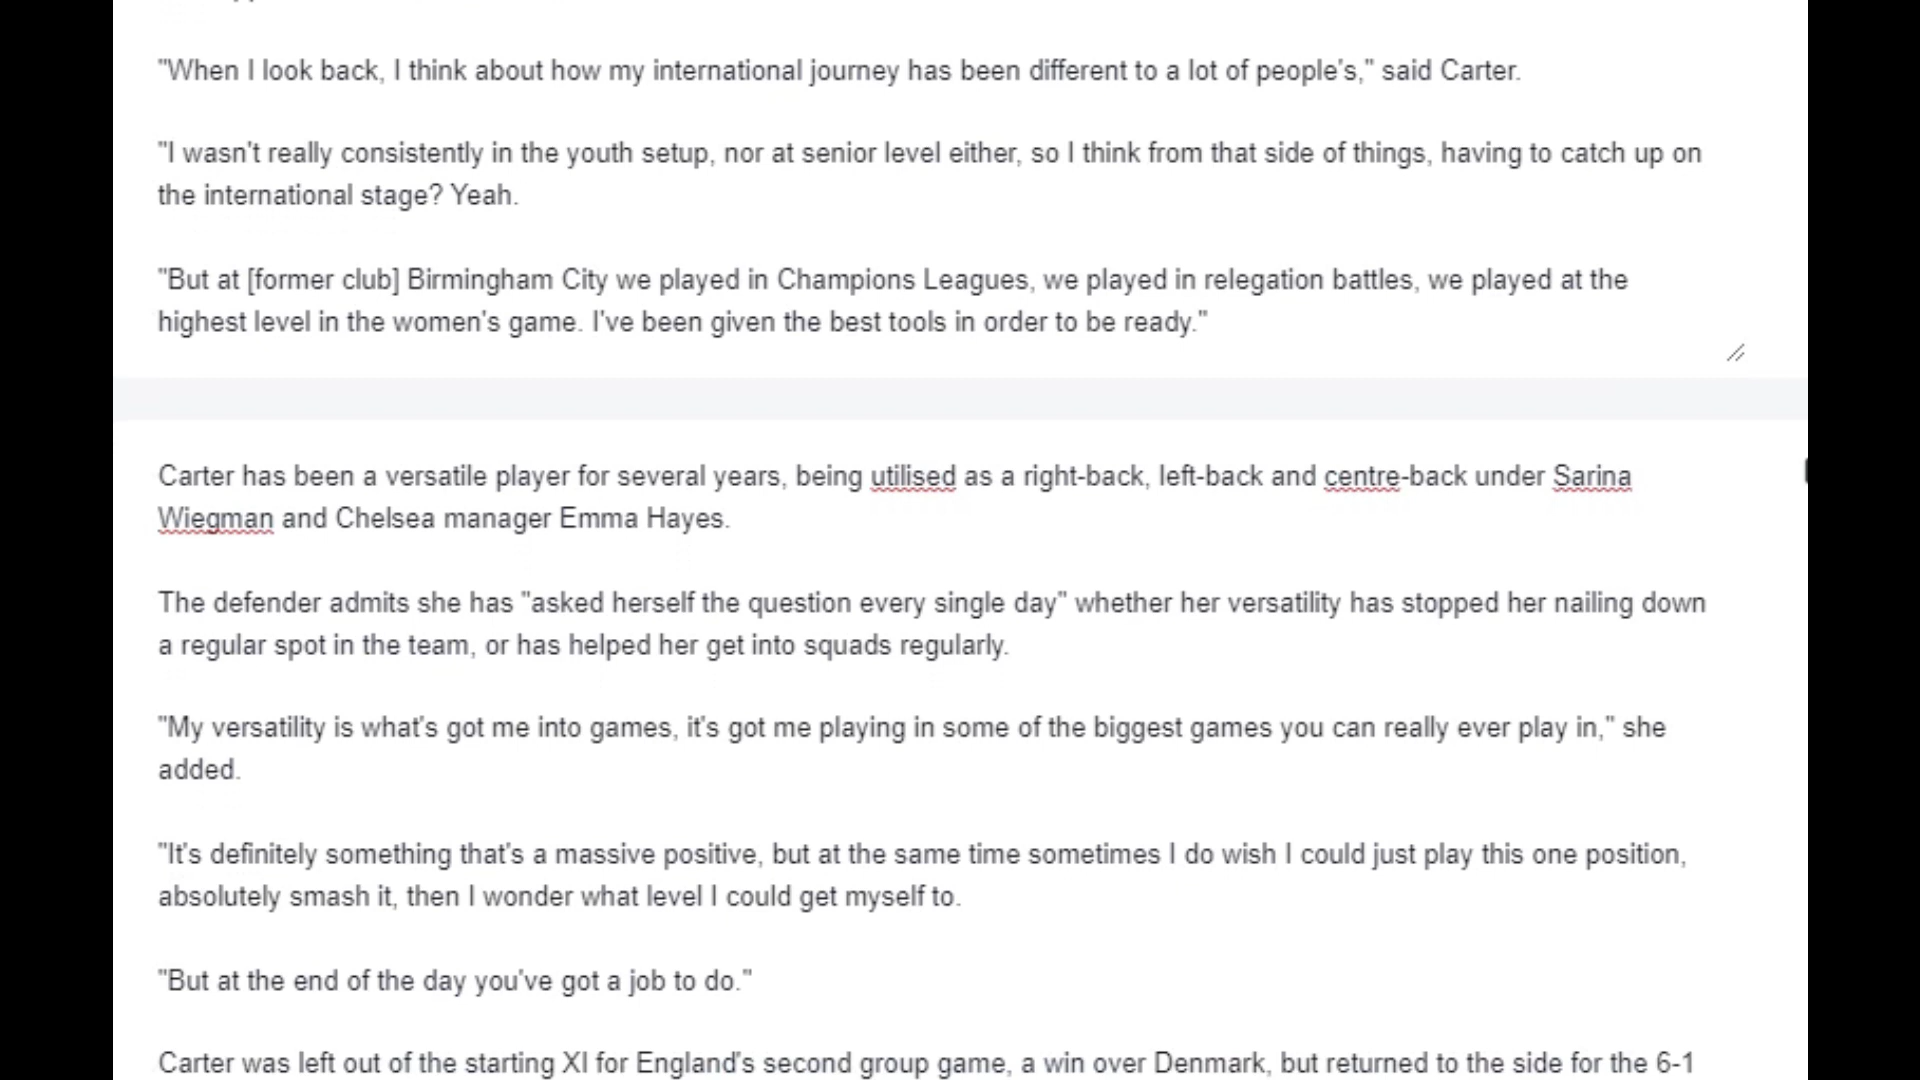 "When I look back, I think about how my international journey has been different to a lot of people's," said Carter.
"I wasn't really consistently in the youth setup, nor at senior level either, so I think from that side of things, having to catch up on
the international stage? Yeah.
"But at [former club] Birmingham City we played in Champions Leagues, we played in relegation battles, we played at the
highest level in the women's game. I've been given the best tools in order to be ready."
Carter has been a versatile player for several years, being utilised as a right-back, left-back and centre-back under Sarina
Wiegman and Chelsea manager Emma Hayes.
The defender admits she has "asked herself the question every single day" whether her versatility has stopped her nailing down
a regular spot in the team, or has helped her get into squads regularly.
"My versatility is what's got me into games, it's got me playing in some of the biggest games you can really ever play in," she
added.
"It's definitely something that's a massive positive, but at the same time sometimes I do wish I could just play this one position,
absolutely smash it, then I wonder what level I could get myself to.
"But at the end of the day you've got a job to do."
Carter was left out of the starting XI for England's second group game, a win over Denmark, but returned to the side for the 6-1